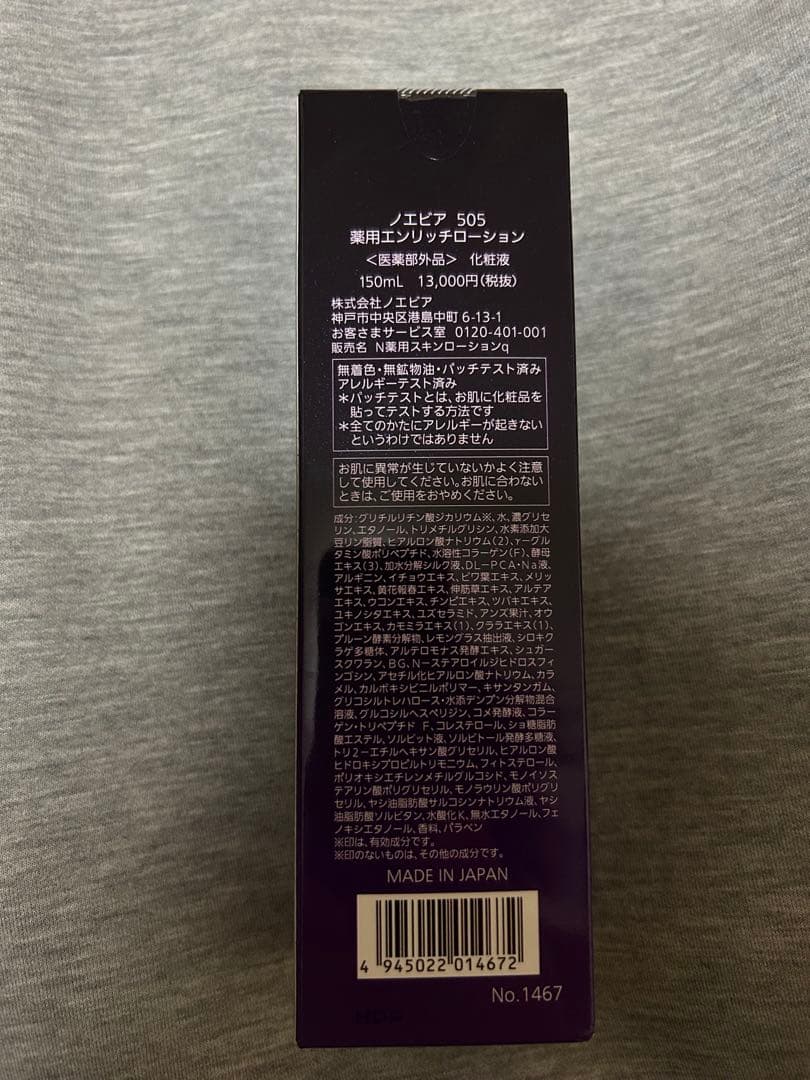 ノエビア 505
薬用エンリッチローション
<医薬部外品> 化粧液
150mL 13,000円(税抜)
株式会社ノエビア
神戸市中央区港島中町 6-13-1
お客さまサービス室 0120-401-001
販売名 N薬用スキンローションq
無着色・無鉱物油・パッチテスト済み
アレルギーテスト済み
*パッチテストとは、お肌に化粧品を
貼ってテストする方法です
*全てのかたにアレルギーが起きない
というわけではありません
お肌に異常が生じていないかよく注意
して使用してください。お肌に合わない
ときは、ご使用をおやめください。
成分:グリチルリチン酸ジカリウム※、水、濃グリセ
リン、エタノール、トリメチルグリシン、水素添加大
豆リン脂質、ヒアルロン酸ナトリウム(2)、γーグル
タミン酸ポリペプチド、水溶性コラーゲン(F)、酵母
エキス(3)、加水分解シルク液、DL-PCA・Na液、
アルギニン、イチョウエキス、ビワ葉エキス、メリッ
サエキス、黄花報春エキス、伸筋草エキス、アルテア
エキス、ウコンエキス、チンピエキス、ツバキエキス、
ユキノシタエキス、ユズセラミド、アンズ果汁、オウ
ゴンエキス、カモミラエキス(1)、クララエキス(1)、
プルーン酵素分解物、レモングラス抽出液、シロキク
ラゲ多糖体、アルテロモナス発酵エキス、シュガー
スクワラン、BG、N-ステアロイルジヒドロスフィ
ンゴシン、アセチル化ヒアルロン酸ナトリウム、カラ
メル、カルボキシビニルポリマー、キサンタンガム、
グリコシルトレハロース・水添デンプン分解物混合
溶液、グルコシルヘスペリジン、コメ発酵液、コラー
ゲン・トリペプチド F、コレステロール、ショ糖脂肪
酸エステル、ソルビット液、ソルビトール発酵多糖液、
トリ2-エチルヘキサン酸グリセリル、ヒアルロン酸
ヒドロキシプロピルトリモニウム、フィトステロール、
ポリオキシエチレンメチルグルコシド、モノイソス
テアリン酸ポリグリセリル、モノラウリン酸ポリグリ
セリル、ヤシ油脂肪酸サルコシンナトリウム液、ヤシ
油脂肪酸ソルビタン、水酸化K、無水エタノール、フェ
ノキシエタノール、香料、パラベン
※印は、有効成分です。
※印のないものは、その他の成分です。
MADE IN JAPAN
4 945022 014672
No.1467